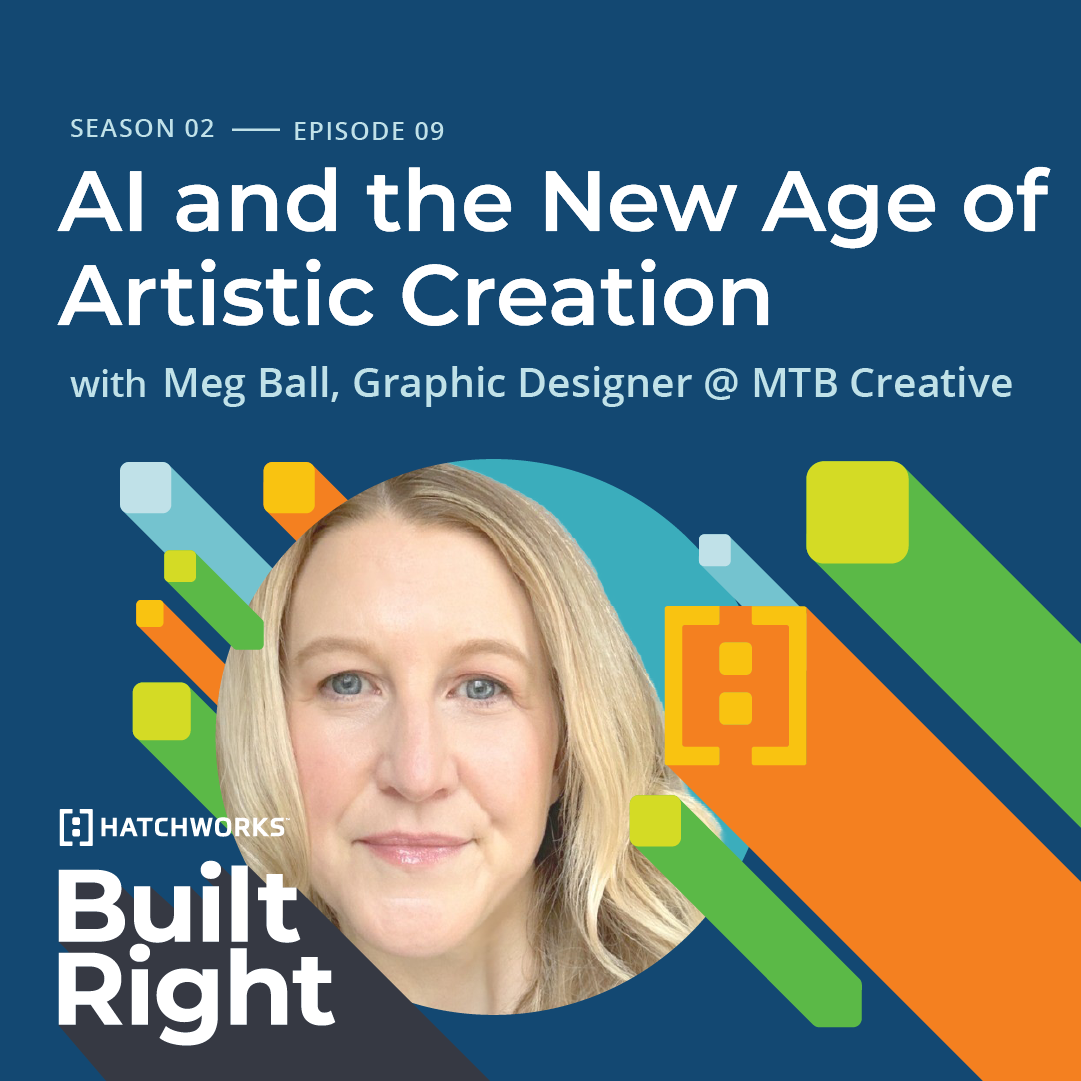 SEASON 02 — EPISODE 09
AI and the New Age of
Artistic Creation
with Meg Ball, Graphic Designer @ MTB Creative
HATCHWORKS™
Built
Right